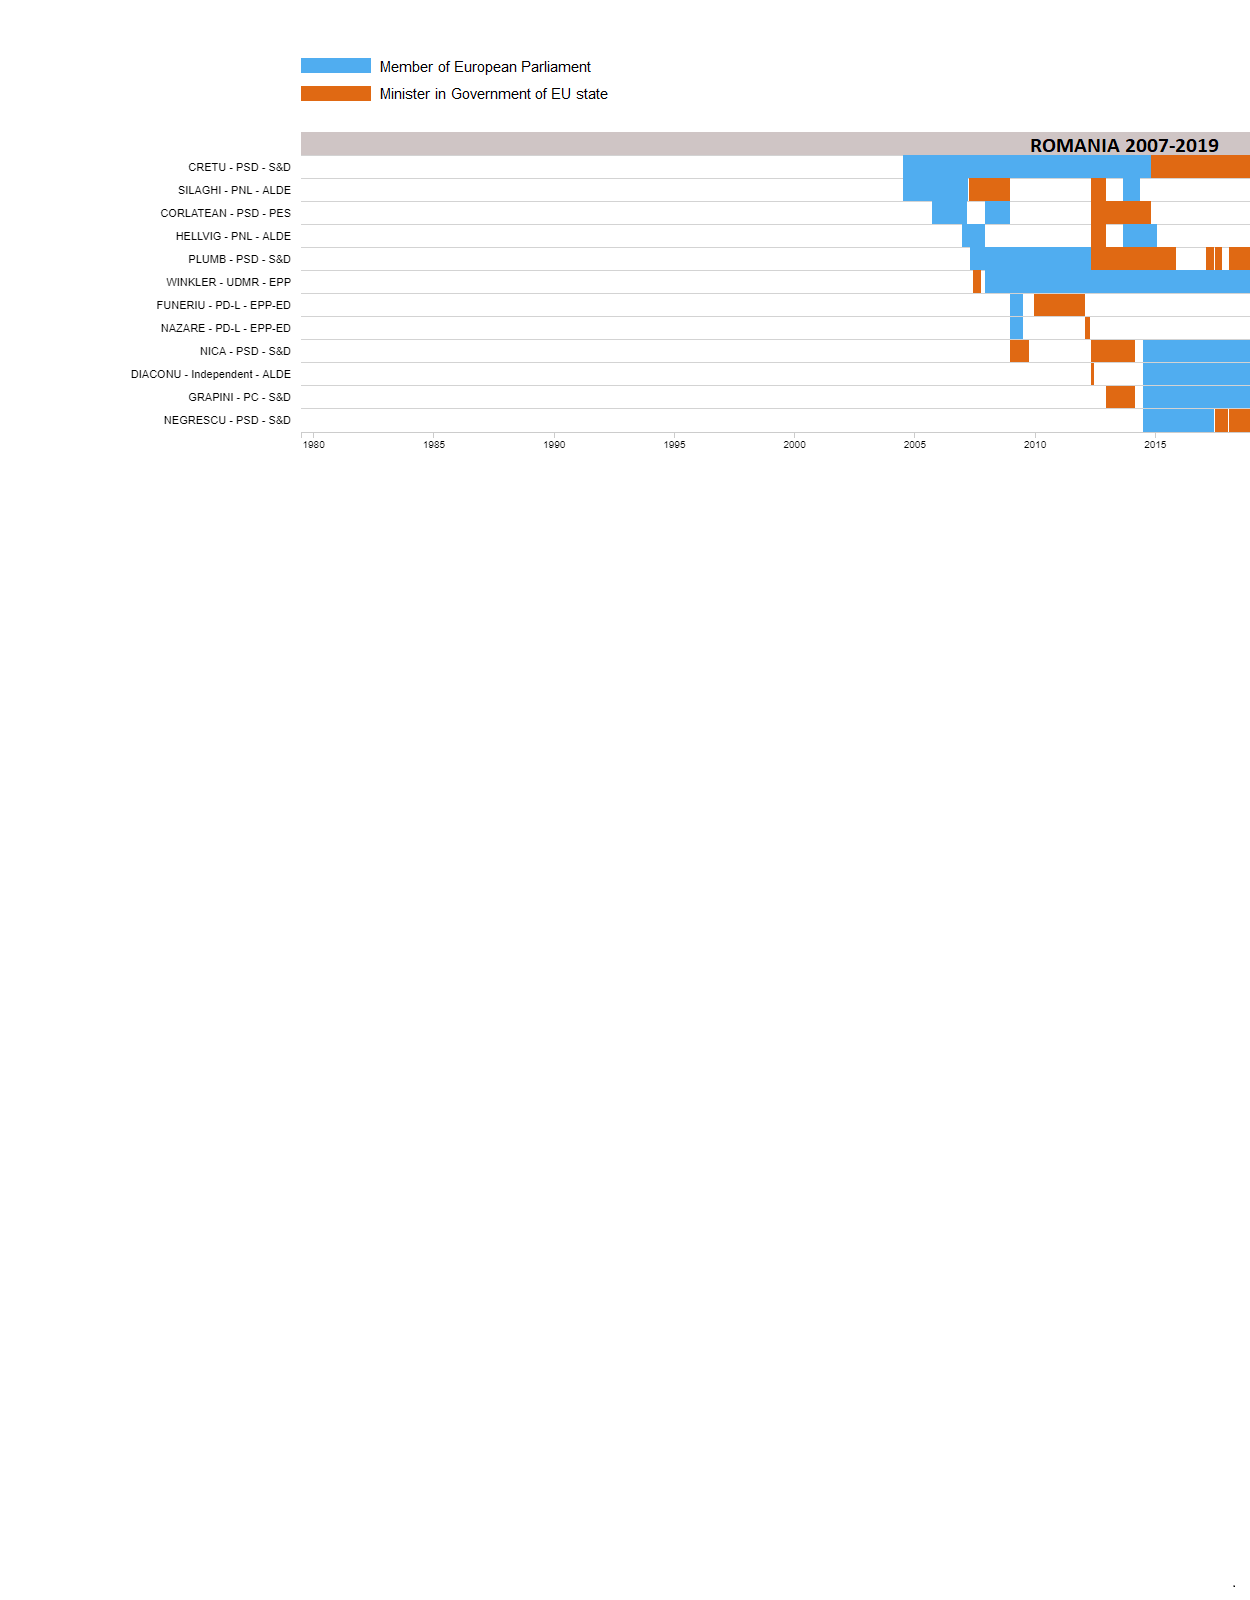 Member of European Parliament
Minister in Government of EU state
ROMANIA 2007-2019
CRETU - PSD - S&D
SILAGHI - PNL - ALDE
CORLATEAN - PSD - PES
HELLVIG - PNL - ALDE
PLUMB - PSD - S&D
WINKLER - UDMR - EPP
FUNERIU - PD-L - EPP-ED
NAZARE - PD-L - EPP-ED
NICA - PSD - S&D
DIACONU - Independent - ALDE
GRAPINI - PC - S&D
NEGRESCU - PSD - S&D
1980 1985 1990 1995 2000 2005 2010 2015
.